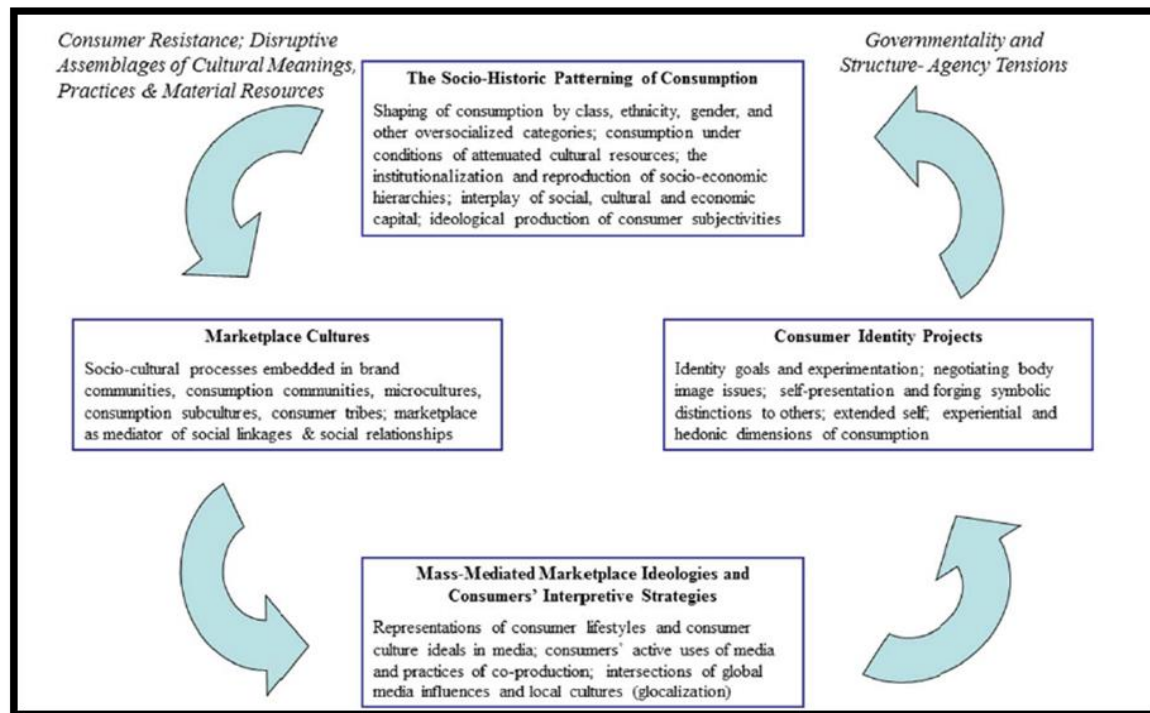 Consumer Resistance; Disruptive
Assemblages of Cultural Meanings,
Practices & Material Resources
Governmentality and
Structure- Agency Tensions
The Socio-Historic Patterning of Consumption
Shaping of consumption by class, ethnicity, gender, and
other oversocialized categories; consumption under
conditions of attenuated cultural resources; the
institutionalization and reproduction of socio-economic
hierarchies; interplay of social, cultural and economic
capital; ideological production of consumer subjectivities
Marketplace Cultures
Socio-cultural processes embedded in brand
communities, consumption communities, microcultures,
consumption subcultures, consumer tribes; marketplace
as mediator of social linkages & social relationships
Consumer Identity Projects
Identity goals and experimentation; negotiating body
image issues; self-presentation and forging symbolic
distinctions to others; extended self; experiential and
hedonic dimensions of consumption
Mass-Mediated Marketplace Ideologies and
Consumers' Interpretive Strategies
Representations of consumer lifestyles and consumer
culture ideals in media; consumers' active uses of media
and practices of co-production; intersections of global
media influences and local cultures (glocalization)